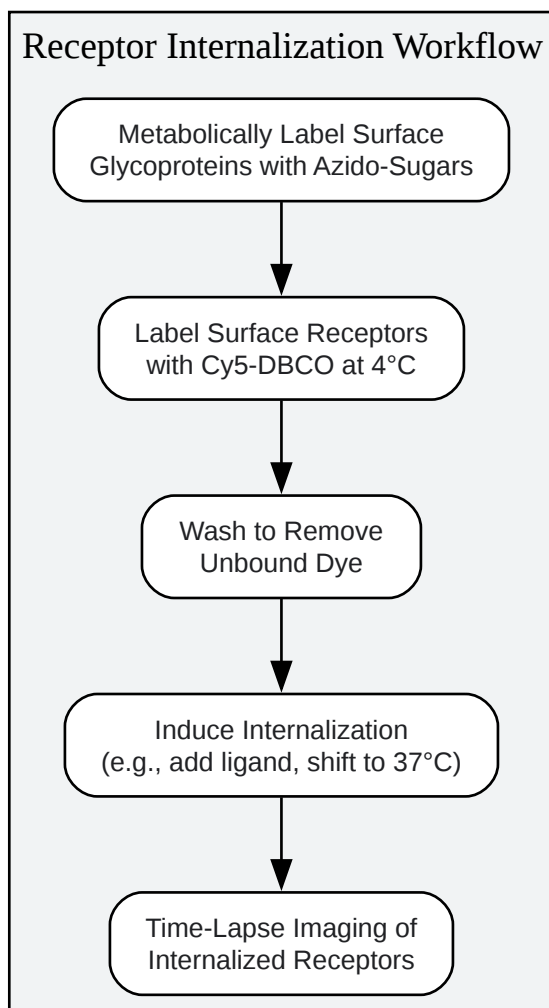 Receptor Internalization Workflow
Metabolically Label Surface
Glycoproteins with Azido-Sugars
Label Surface Receptors
with Cy5-DBCO at 4°C
Wash to Remove
Unbound Dye
Induce Internalization
(e.g., add ligand, shift to 37°C)
Time-Lapse Imaging of
Internalized Receptors